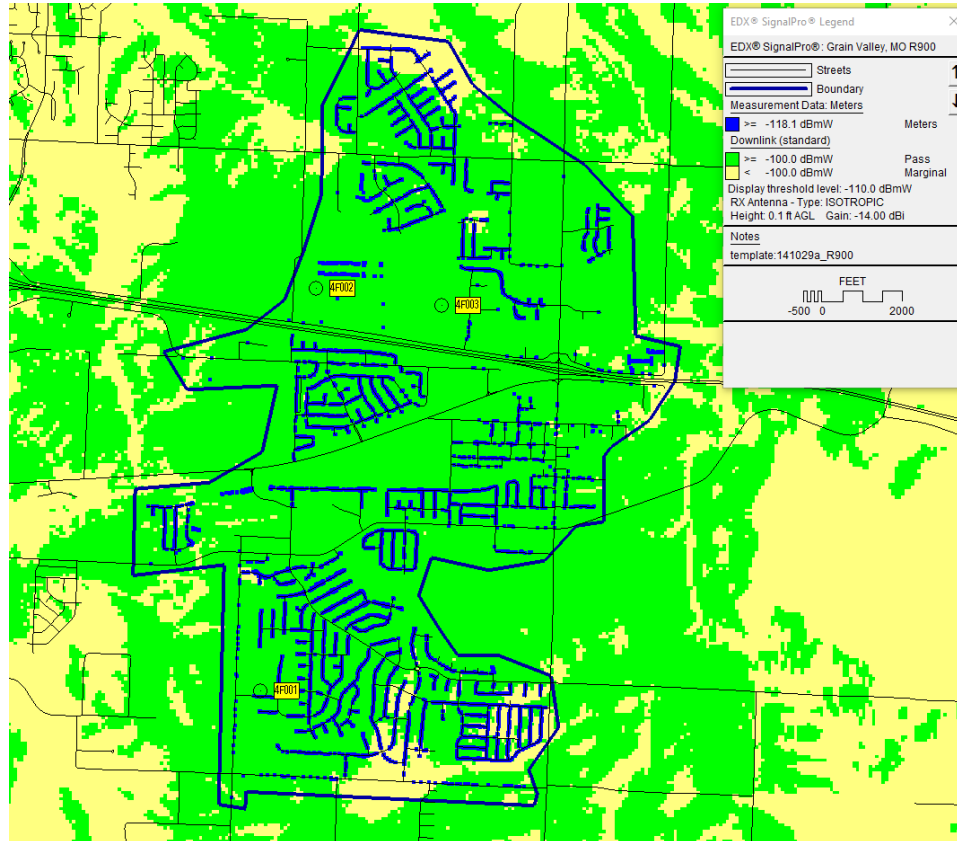 EDX® SignalPro® Legend
EDX® SignalPro®: Grain Valley, MO R900
Streets
Boundary
Measurement Data: Meters
>= -118.1 dBmW Meters
Downlink (standard)
>= -100.0 dBmW Pass
< -100.0 dBmW Marginal
Display threshold level: -110.0 dBmW
RX Antenna - Type: ISOTROPIC
Height: 0.1 ft AGL Gain: -14.00 dBi
Notes
template:141029a_R900
FEET
-500 0 2000
4F002
4F003
4F001